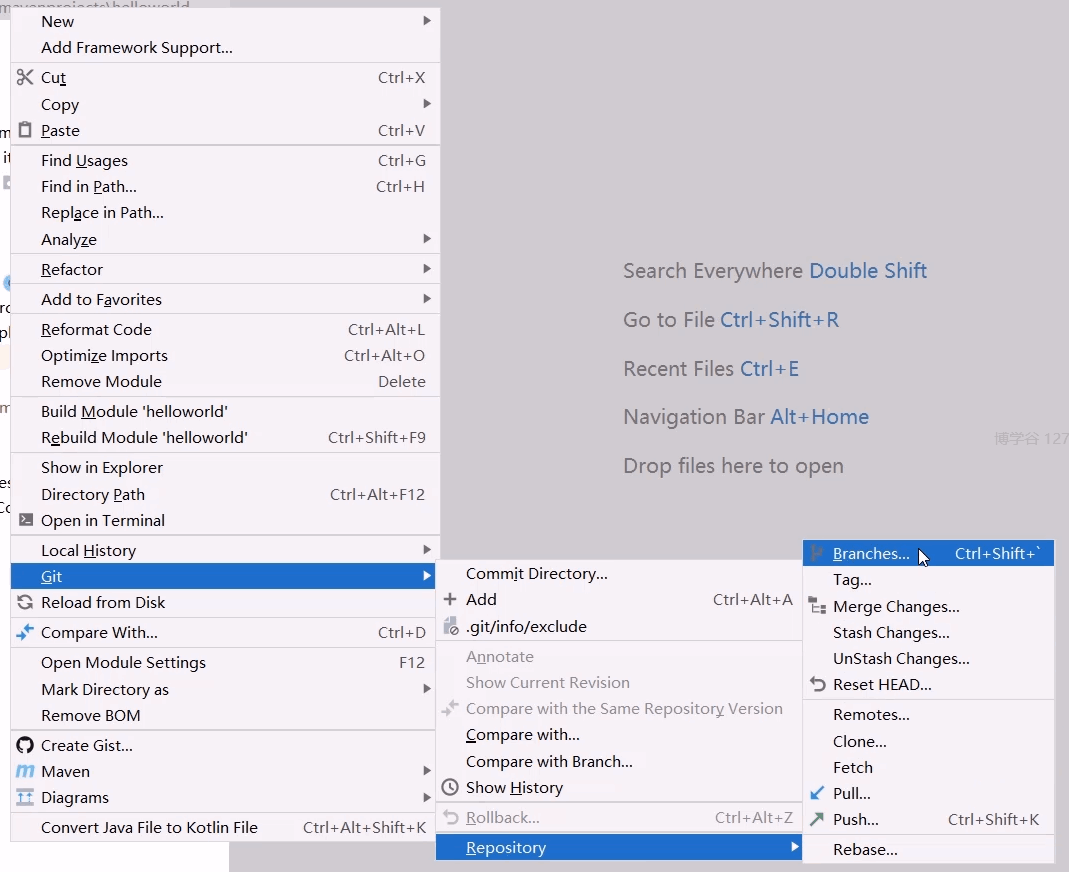 mavenprojects\helloworld
New
Add Framework Support...
Cut Ctrl+X
Copy
Paste Ctrl+V
Find Usages Ctrl+G
Find in Path... Ctrl+H
Replace in Path...
Analyze
Refactor
Add to Favorites
Reformat Code Ctrl+Alt+L
Optimize Imports Ctrl+Alt+O
Remove Module Delete
Build Module 'helloworld'
Rebuild Module 'helloworld' Ctrl+Shift+F9
Show in Explorer
Directory Path Ctrl+Alt+F12
Open in Terminal
Local History
Git
Reload from Disk
Compare With... Ctrl+D
Open Module Settings F12
Mark Directory as
Remove BOM
Create Gist...
Maven
Diagrams
Convert Java File to Kotlin File Ctrl+Alt+Shift+K
Commit Directory...
Add Ctrl+Alt+A
.git/info/exclude
Annotate
Show Current Revision
Compare with the Same Repository Version
Compare with...
Compare with Branch...
Show History
Rollback... Ctrl+Alt+Z
Repository
Branches... Ctrl+Shift+`
Tag...
Merge Changes...
Stash Changes...
UnStash Changes...
Reset HEAD...
Remotes...
Clone...
Fetch
Pull...
Push... Ctrl+Shift+K
Rebase...
Search Everywhere Double Shift
Go to File Ctrl+Shift+R
Recent Files Ctrl+E
Navigation Bar Alt+Home
Drop files here to open
博学谷 127